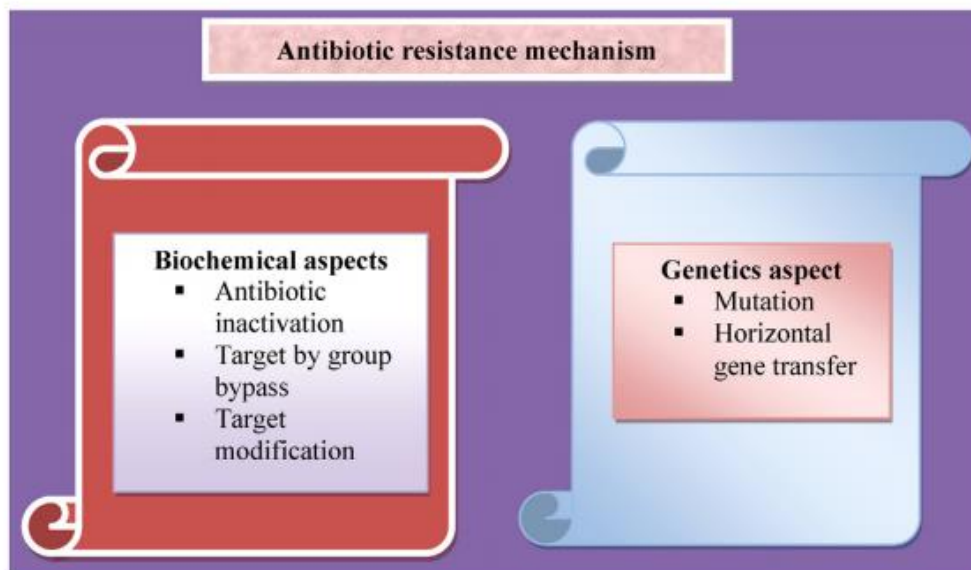 Antibiotic resistance mechanism
Biochemical aspects
▪ Antibiotic
inactivation
▪ Target by group
bypass
▪ Target
modification
Genetics aspect
▪ Mutation
▪ Horizontal
gene transfer